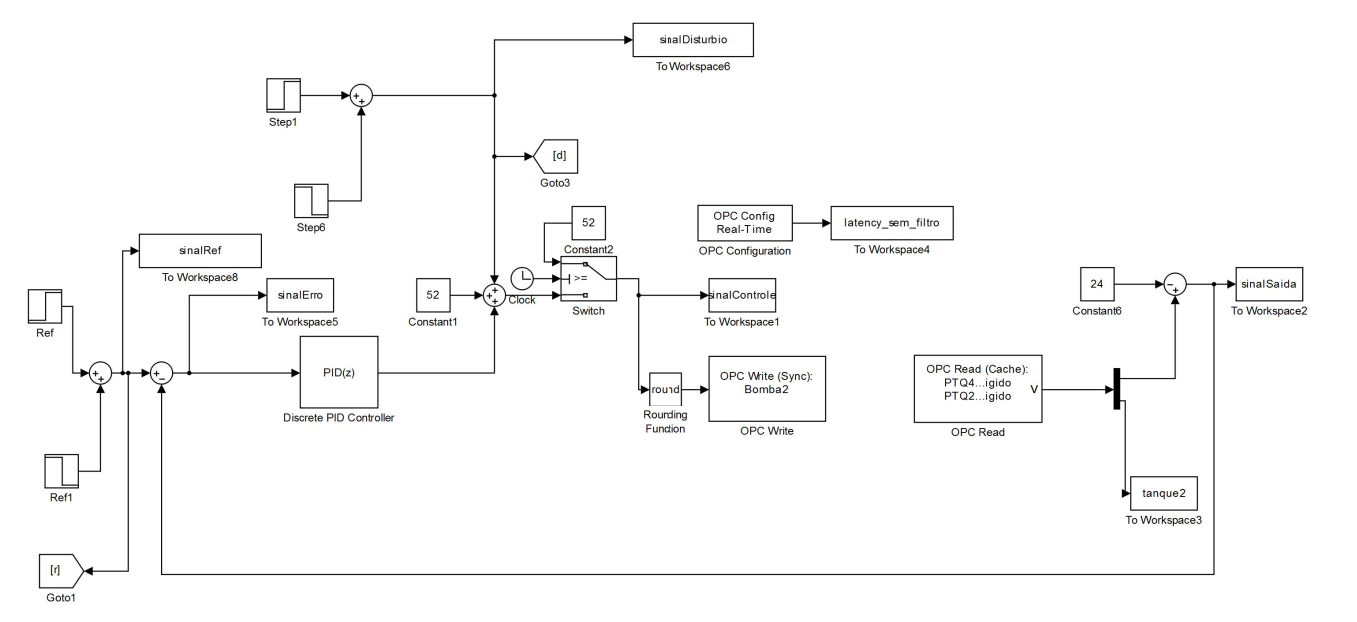 sinalDisturbio
To Workspace6
+
+
Step1
[d]
Goto3
Step6
52
Constant2
OPC Config
Real-Time
OPC Configuration
latency_sem_filtro
To Workspace4
sinalRef
To Workspace8
sinalErro
To Workspace5
52
Constant1
+
+
+
Clock
>=
Switch
sinalControle
To Workspace1
24
Constant6
−
+
sinalSaida
To Workspace2
Ref
+
+
+
−
PID(z)
Discrete PID Controller
round
Rounding
Function
OPC Write (Sync):
Bomba2
OPC Write
OPC Read (Cache):
PTQ4...igido
PTQ2...igido
V
OPC Read
Ref1
tanque2
To Workspace3
[r]
Goto1